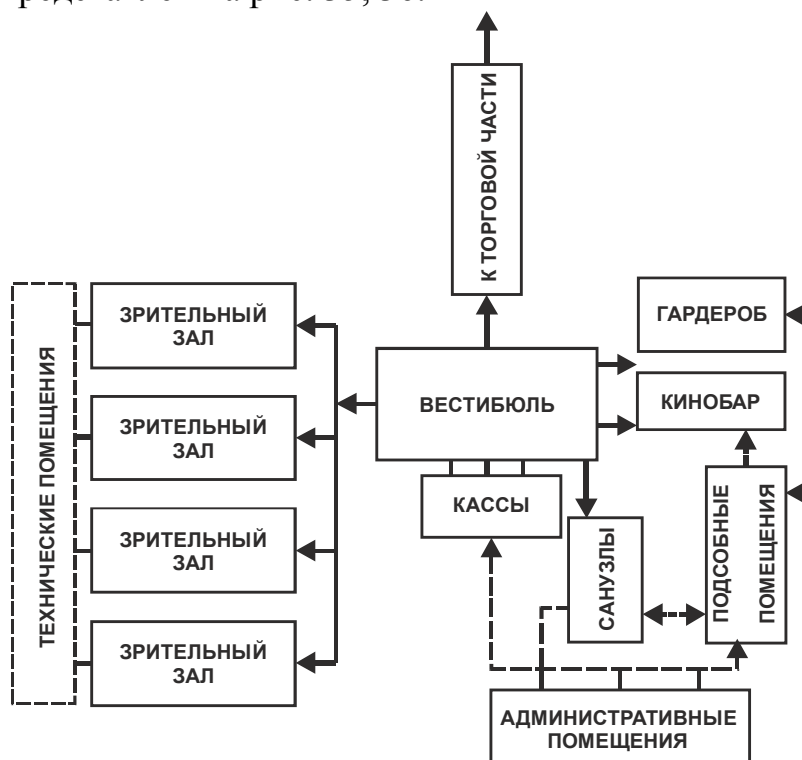 К ТОРГОВОЙ ЧАСТИ
ЗРИТЕЛЬНЫЙ
ЗАЛ
ГАРДЕРОБ
ВЕСТИБЮЛЬ
КИНОБАР
ТЕХНИЧЕСКИЕ ПОМЕЩЕНИЯ
ЗРИТЕЛЬНЫЙ
ЗАЛ
КАССЫ
ПОДСОБНЫЕ
ПОМЕЩЕНИЯ
ЗРИТЕЛЬНЫЙ
ЗАЛ
САНУЗЛЫ
ЗРИТЕЛЬНЫЙ
ЗАЛ
АДМИНИСТРАТИВНЫЕ
ПОМЕЩЕНИЯ